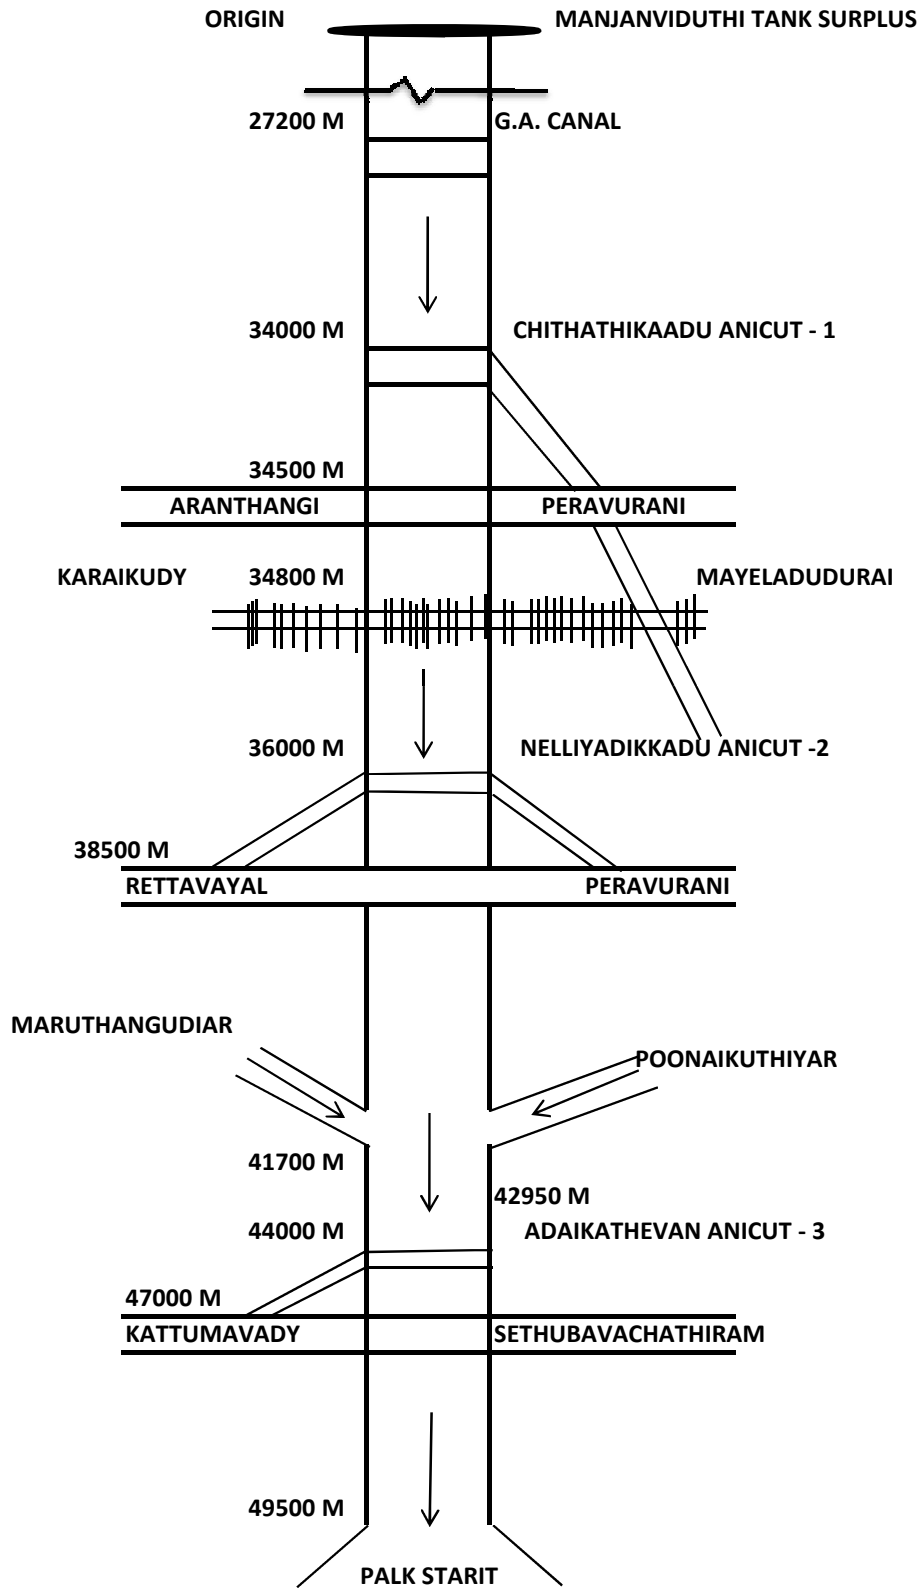 ORIGIN MANJANVIDUTHI TANK SURPLUS
27200 M G.A. CANAL
34000 M CHITHATHIKAADU ANICUT - 1
34500 M
ARANTHANGI PERAVURANI
KARAIKUDY 34800 M MAYELADUDURAI
36000 M NELLIYADIKKADU ANICUT -2
38500 M
RETTAVAYAL PERAVURANI
MARUTHANGUDIAR
POONAIKUTHIYAR
41700 M
42950 M
44000 M ADAIKATHEVAN ANICUT - 3
47000 M
KATTUMAVADY SETHUBAVACHATHIRAM
49500 M
PALK STARIT